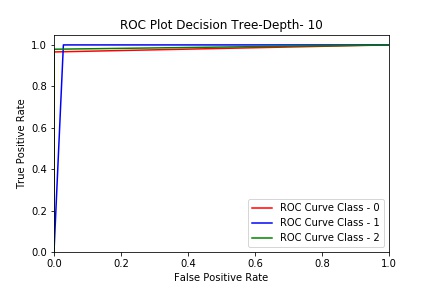 ROC Plot Decision Tree-Depth- 10
True Positive Rate
1.0
0.8
0.6
0.4
0.2
0.0
ROC Curve Class - 0
ROC Curve Class - 1
ROC Curve Class - 2
0.0 0.2 0.4 0.6 0.8 1.0
False Positive Rate